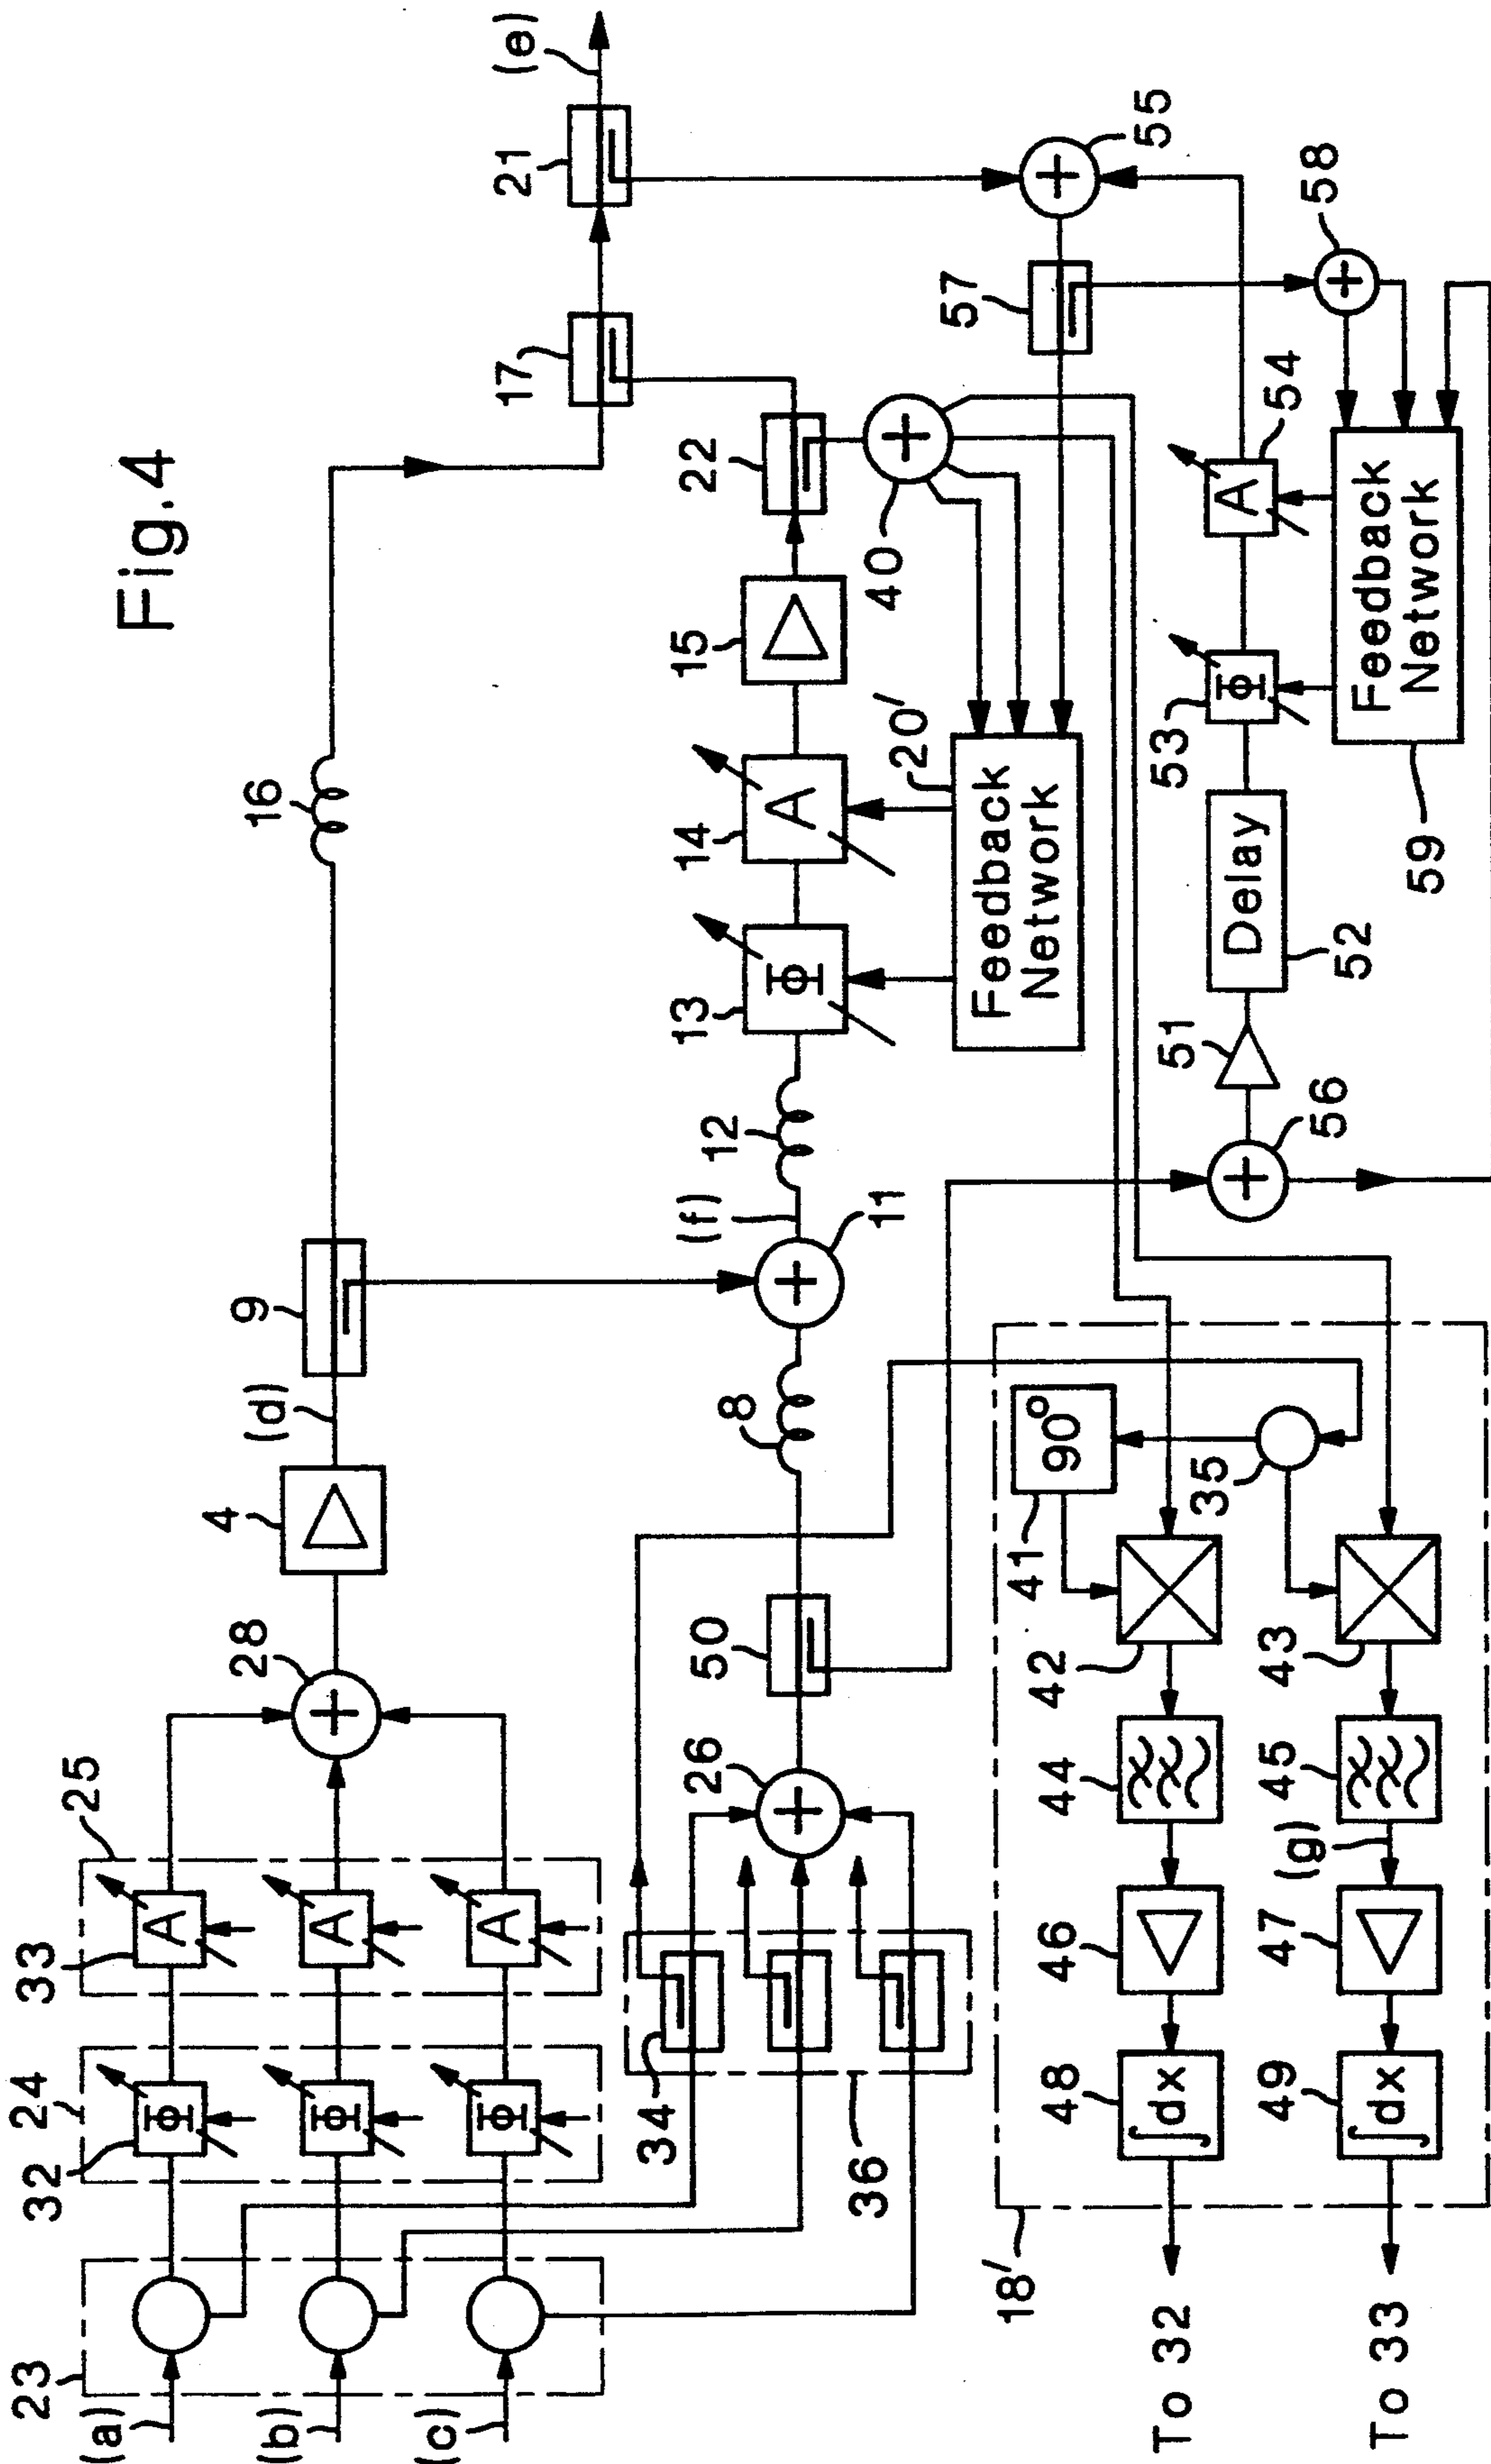 Fig.4
(a)
(b)
(c)
23
24
32
Φ
Φ
Φ
25
33
A
A
A
28
4
(d)
9
16
17
21
(e)
34
36
26
50
8
11
(f)
12
13
Φ
14
A
15
22
40
Feedback
Network
20'
55
57
58
56
51
Delay
52
53
Φ
54
A
Feedback
Network
59
18'
35
41
90°
42
43
44
45
(g)
46
47
48
∫dx
49
∫dx
To 32
To 33